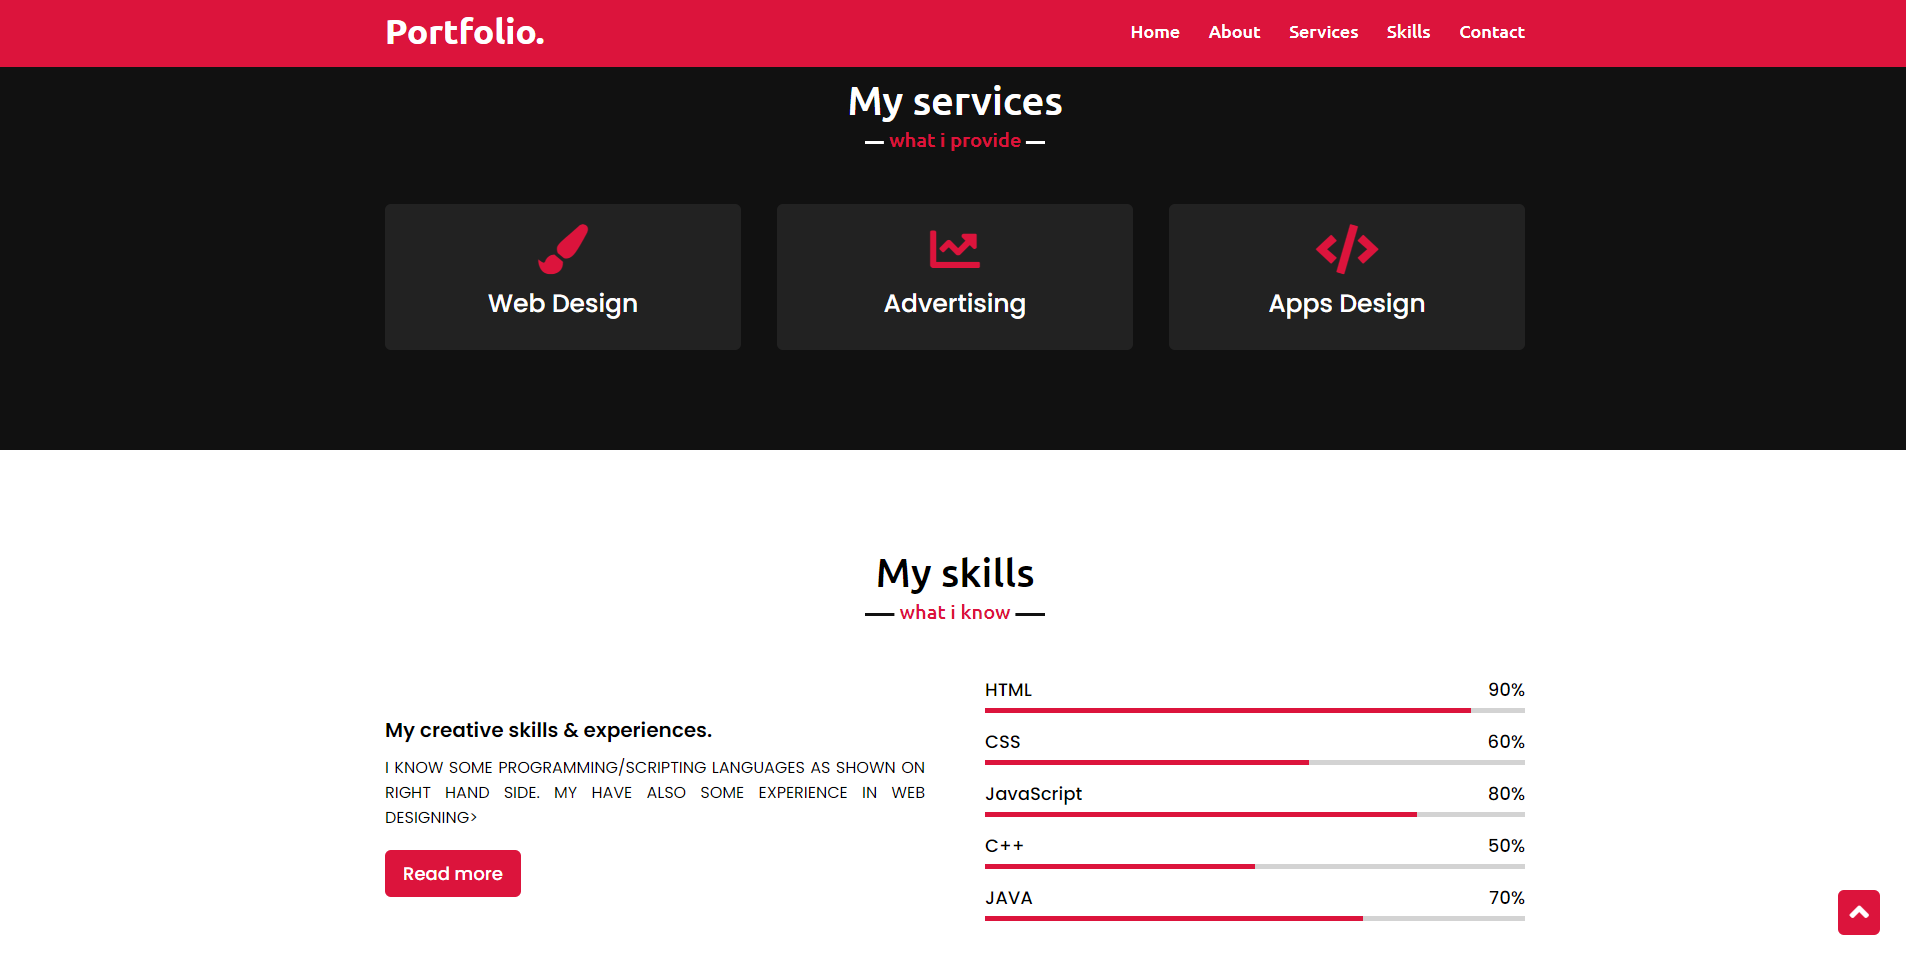 Portfolio.
Home About Services Skills Contact
My services
what i provide
Web Design
Advertising
Apps Design
My skills
what i know
My creative skills & experiences.
I KNOW SOME PROGRAMMING/SCRIPTING LANGUAGES AS SHOWN ON
RIGHT HAND SIDE. MY HAVE ALSO SOME EXPERIENCE IN WEB
DESIGNING>
Read more
HTML 90%
CSS 60%
JavaScript 80%
C++ 50%
JAVA 70%